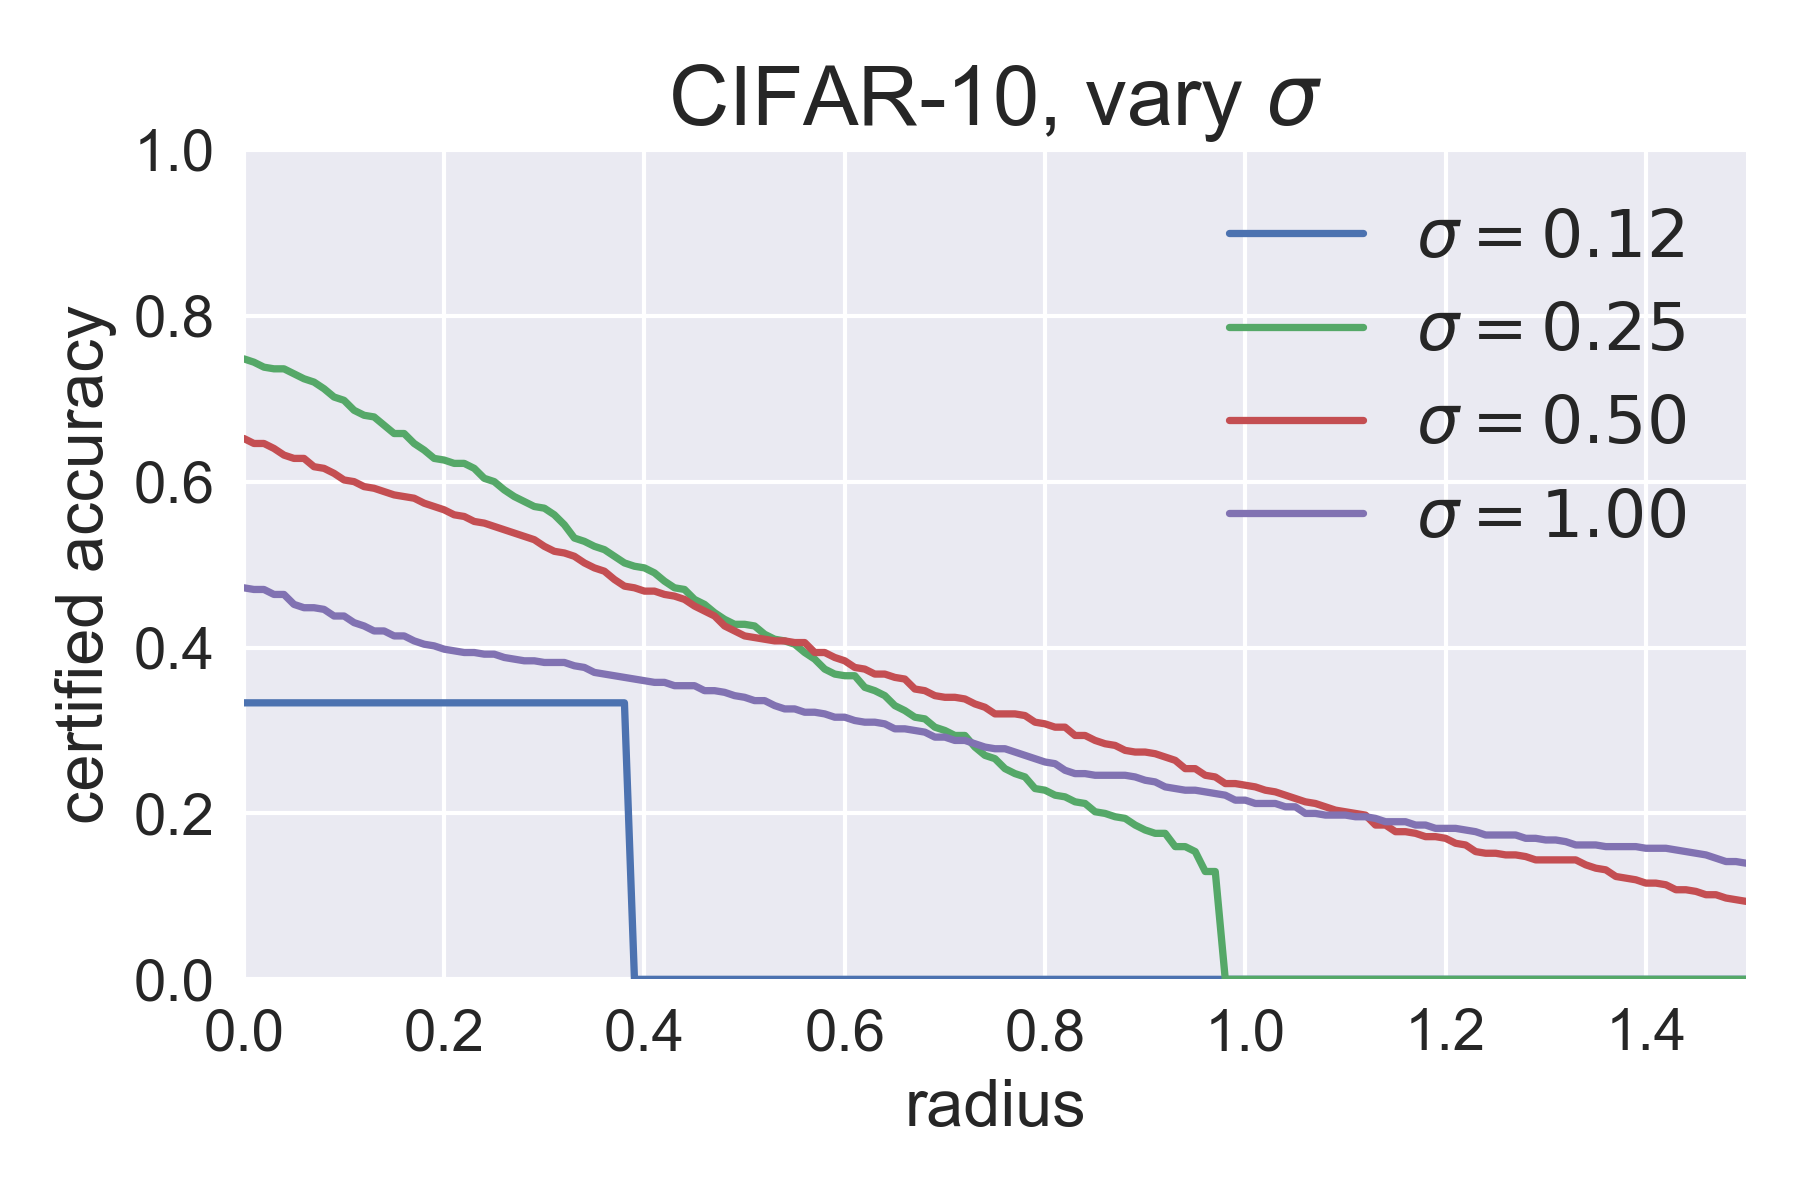 CIFAR-10, vary σ
1.0
0.8
0.6
0.4
0.2
0.0
certified accuracy
σ = 0.12
σ = 0.25
σ = 0.50
σ = 1.00
0.0 0.2 0.4 0.6 0.8 1.0 1.2 1.4
radius